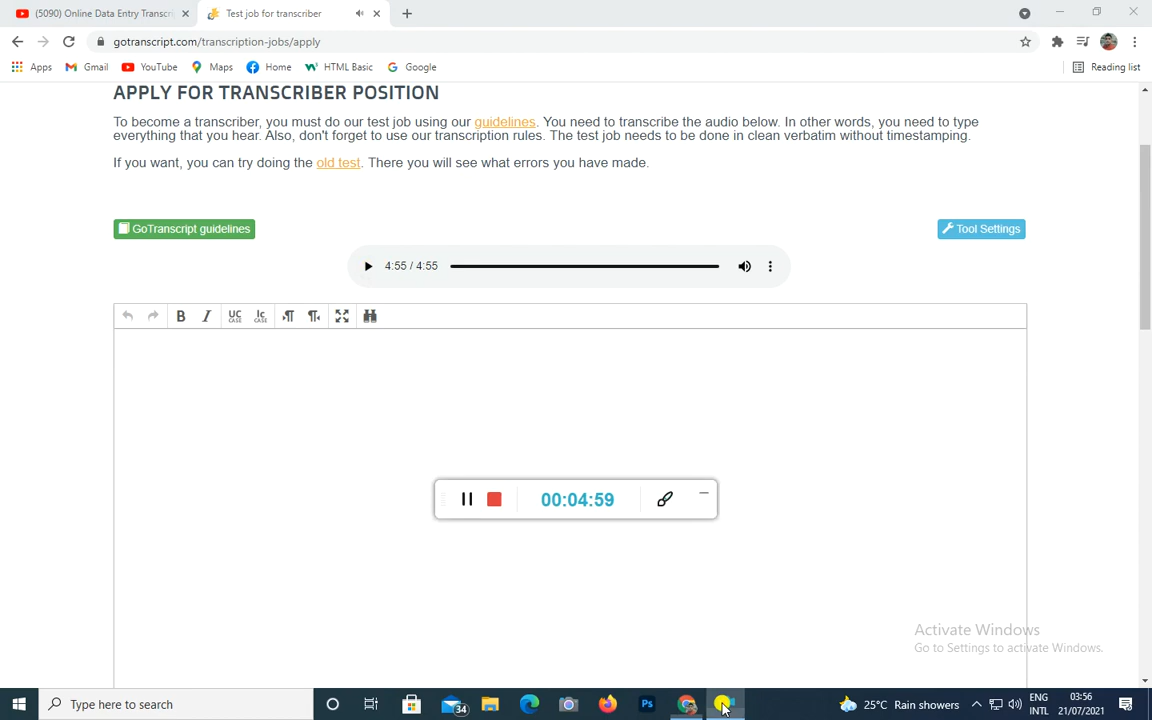 (5090) Online Data Entry Transcri
Test job for transcriber
gotranscript.com/transcription-jobs/apply
Apps Gmail YouTube Maps Home HTML Basic Google Reading list
APPLY FOR TRANSCRIBER POSITION
To become a transcriber, you must do our test job using our guidelines. You need to transcribe the audio below. In other words, you need to type
everything that you hear. Also, don't forget to use our transcription rules. The test job needs to be done in clean verbatim without timestamping.
If you want, you can try doing the old test. There you will see what errors you have made.
GoTranscript guidelines
Tool Settings
4:55 / 4:55
B I UC CASE lc CASE
00:04:59
Activate Windows
Go to Settings to activate Windows.
Type here to search
34
Ps
25°C Rain showers
ENG
INTL
03:56
21/07/2021